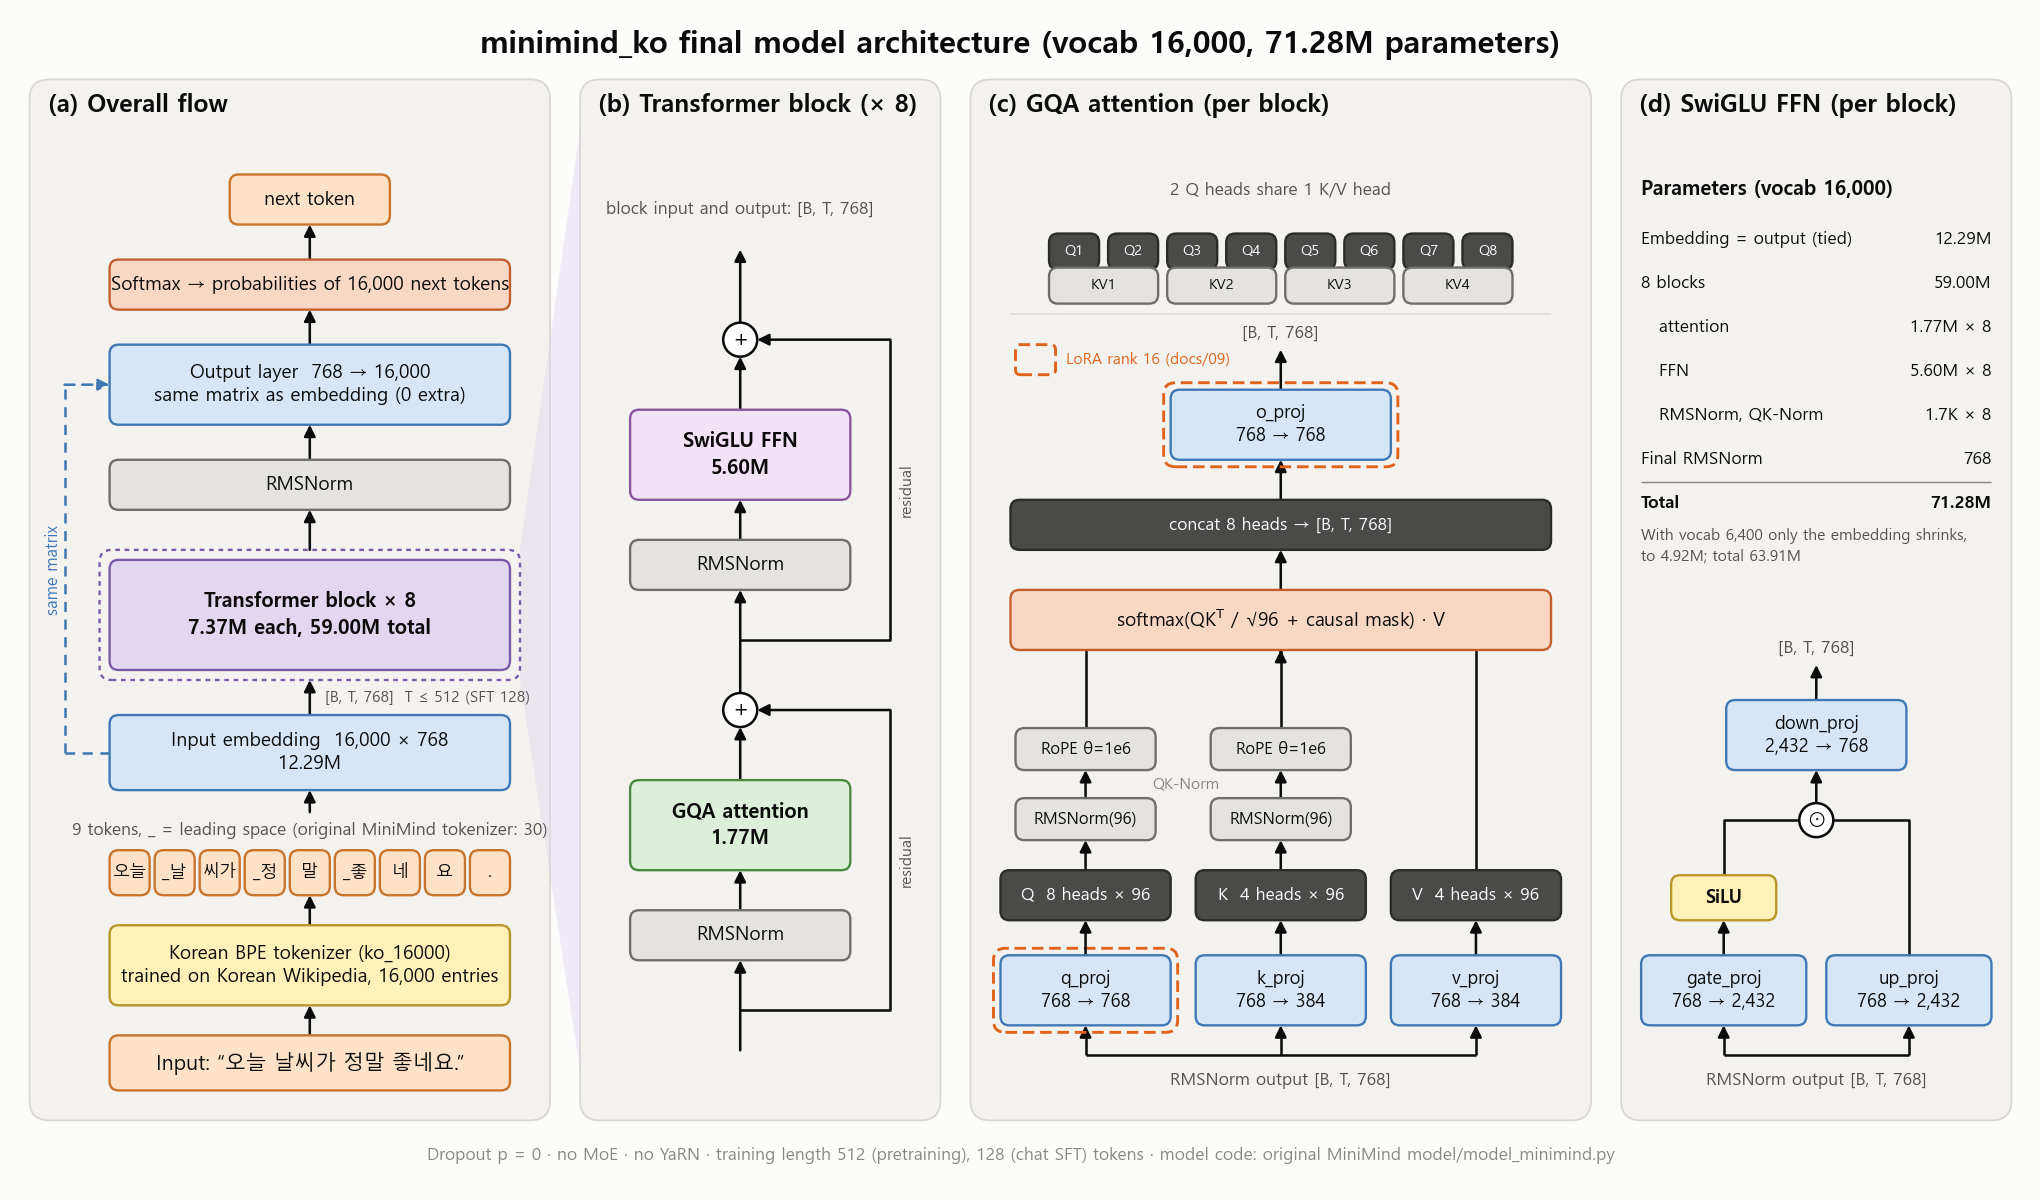 minimind_ko final model architecture (vocab 16,000, 71.28M parameters)
(a) Overall flow
next token
Softmax → probabilities of 16,000 next tokens
Output layer 768 → 16,000
same matrix as embedding (0 extra)
RMSNorm
same matrix
Transformer block × 8
7.37M each, 59.00M total
[B, T, 768] T ≤ 512 (SFT 128)
Input embedding 16,000 × 768
12.29M
9 tokens, _ = leading space (original MiniMind tokenizer: 30)
오늘 _날 씨가 _정 말 _좋 네 요 .
Korean BPE tokenizer (ko_16000)
trained on Korean Wikipedia, 16,000 entries
Input: “오늘 날씨가 정말 좋네요.”
(b) Transformer block (× 8)
block input and output: [B, T, 768]
+
SwiGLU FFN
5.60M
residual
RMSNorm
+
GQA attention
1.77M
residual
RMSNorm
(c) GQA attention (per block)
2 Q heads share 1 K/V head
Q1 Q2 Q3 Q4 Q5 Q6 Q7 Q8
KV1 KV2 KV3 KV4
[B, T, 768]
LoRA rank 16 (docs/09)
o_proj
768 → 768
concat 8 heads → [B, T, 768]
softmax(QKᵀ / √96 + causal mask) · V
RoPE θ=1e6 RoPE θ=1e6
QK-Norm
RMSNorm(96) RMSNorm(96)
Q 8 heads × 96 K 4 heads × 96 V 4 heads × 96
q_proj k_proj v_proj
768 → 768 768 → 384 768 → 384
RMSNorm output [B, T, 768]
(d) SwiGLU FFN (per block)
Parameters (vocab 16,000)
Embedding = output (tied) 12.29M
8 blocks 59.00M
attention 1.77M × 8
FFN 5.60M × 8
RMSNorm, QK-Norm 1.7K × 8
Final RMSNorm 768
Total 71.28M
With vocab 6,400 only the embedding shrinks,
to 4.92M; total 63.91M
[B, T, 768]
down_proj
2,432 → 768
⊙
SiLU
gate_proj up_proj
768 → 2,432 768 → 2,432
RMSNorm output [B, T, 768]
Dropout p = 0 · no MoE · no YaRN · training length 512 (pretraining), 128 (chat SFT) tokens · model code: original MiniMind model/model_minimind.py